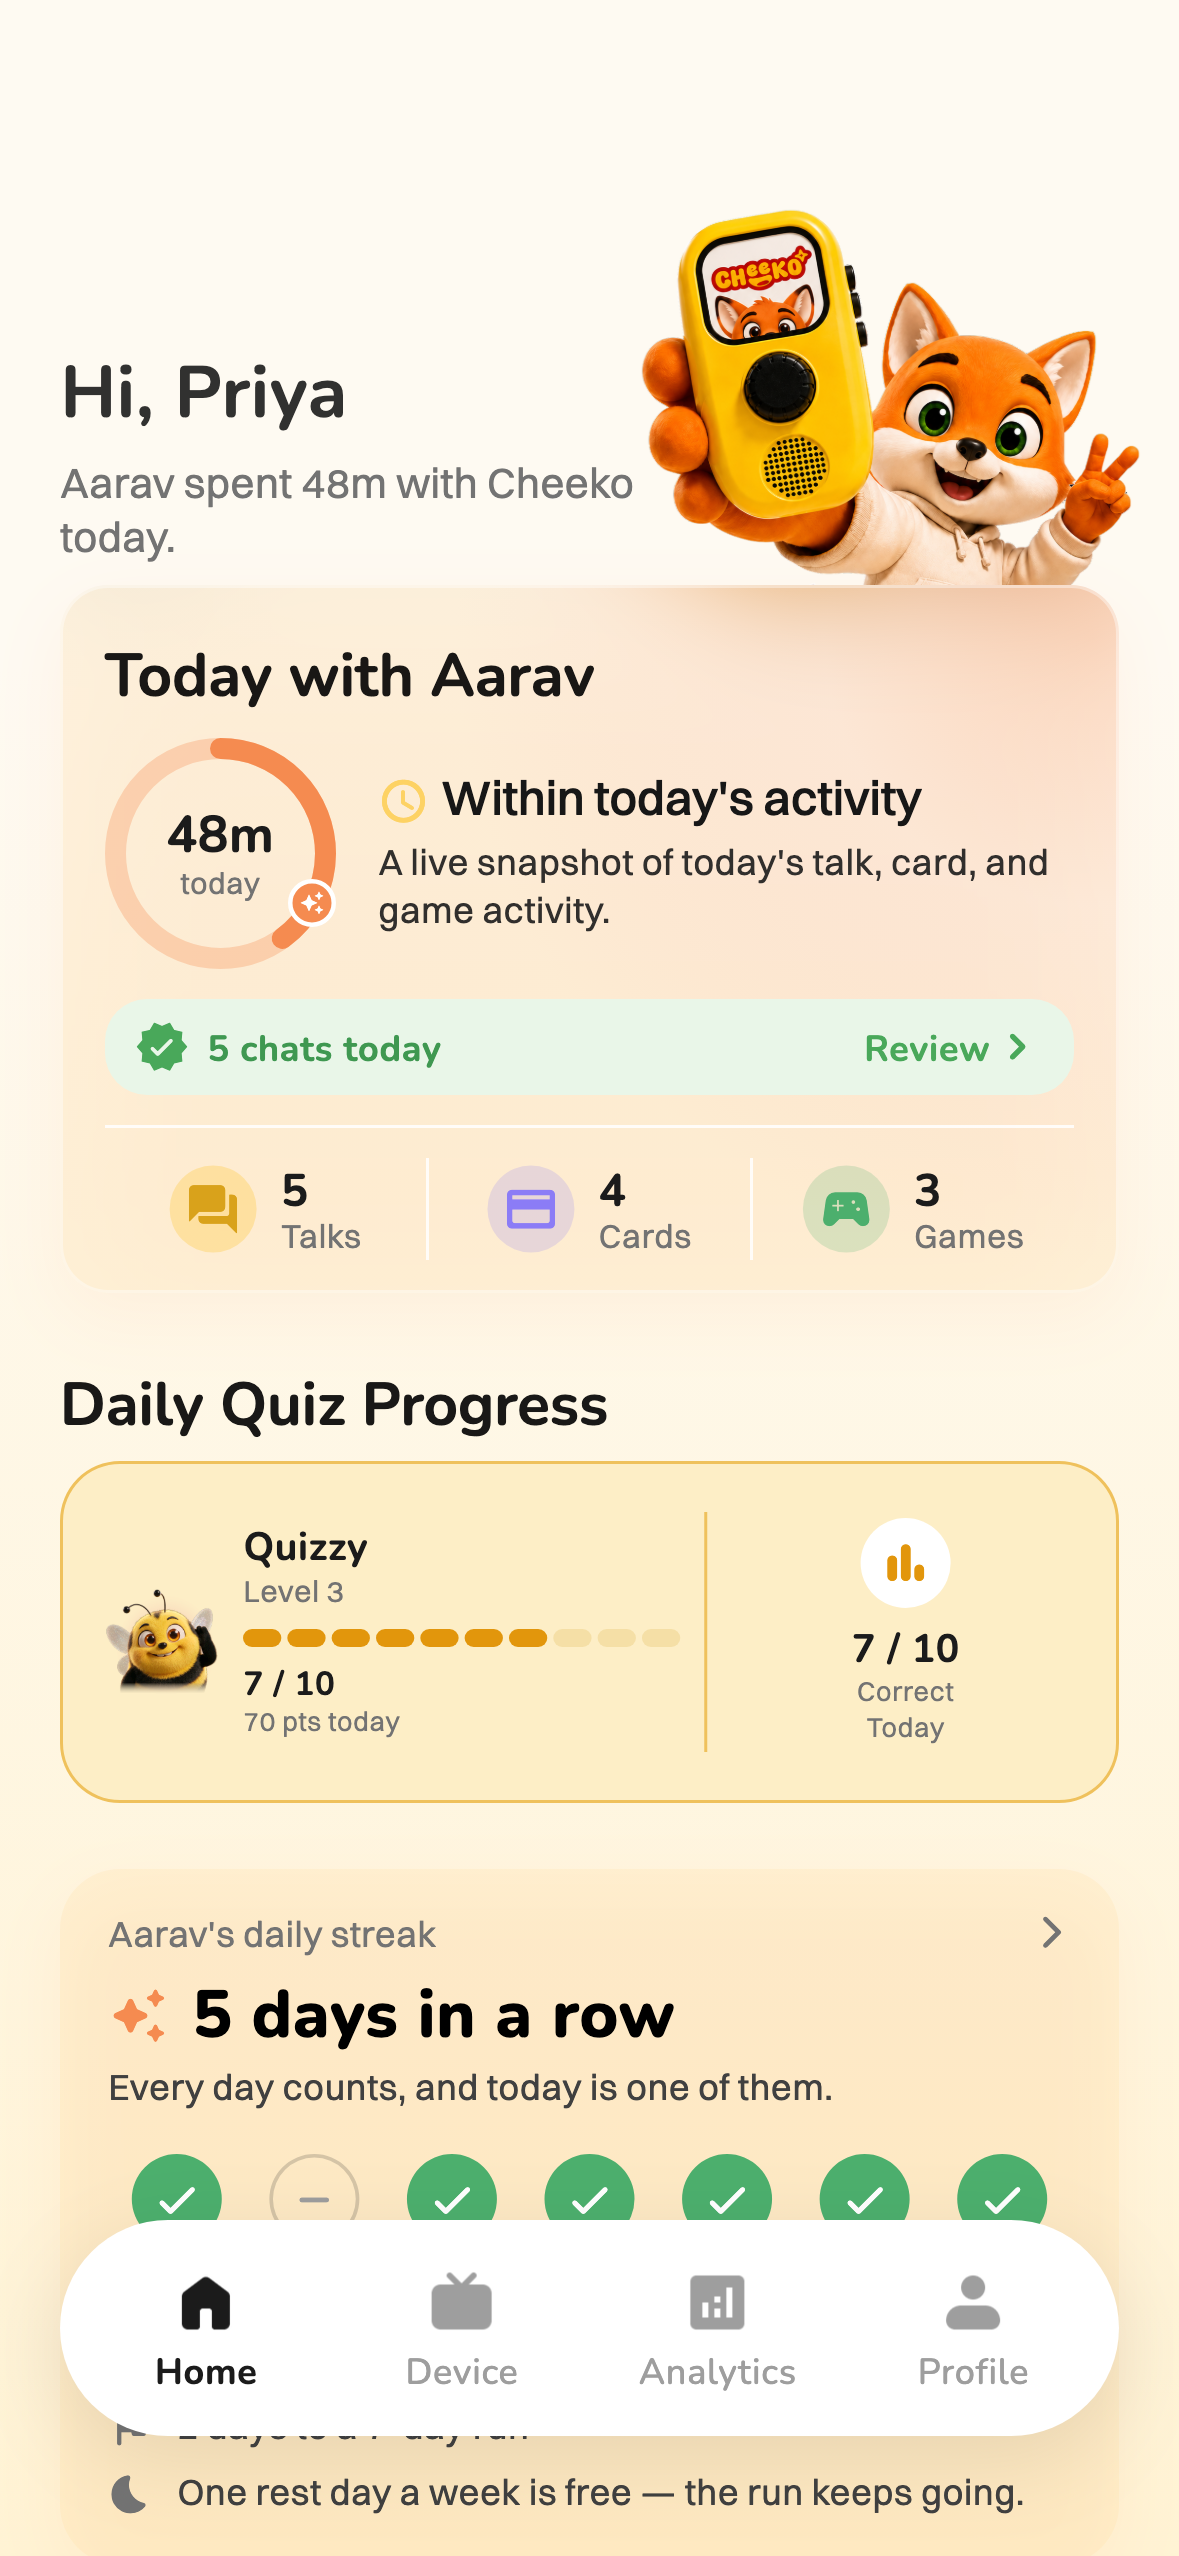 CHEEKO
Hi, Priya
Aarav spent 48m with Cheeko
today.
Today with Aarav
48m
today
Within today's activity
A live snapshot of today's talk, card, and
game activity.
5 chats today
Review
5
Talks
4
Cards
3
Games
Daily Quiz Progress
Quizzy
Level 3
7 / 10
70 pts today
7 / 10
Correct
Today
Aarav's daily streak
5 days in a row
Every day counts, and today is one of them.
Home
Device
Analytics
Profile
One rest day a week is free — the run keeps going.